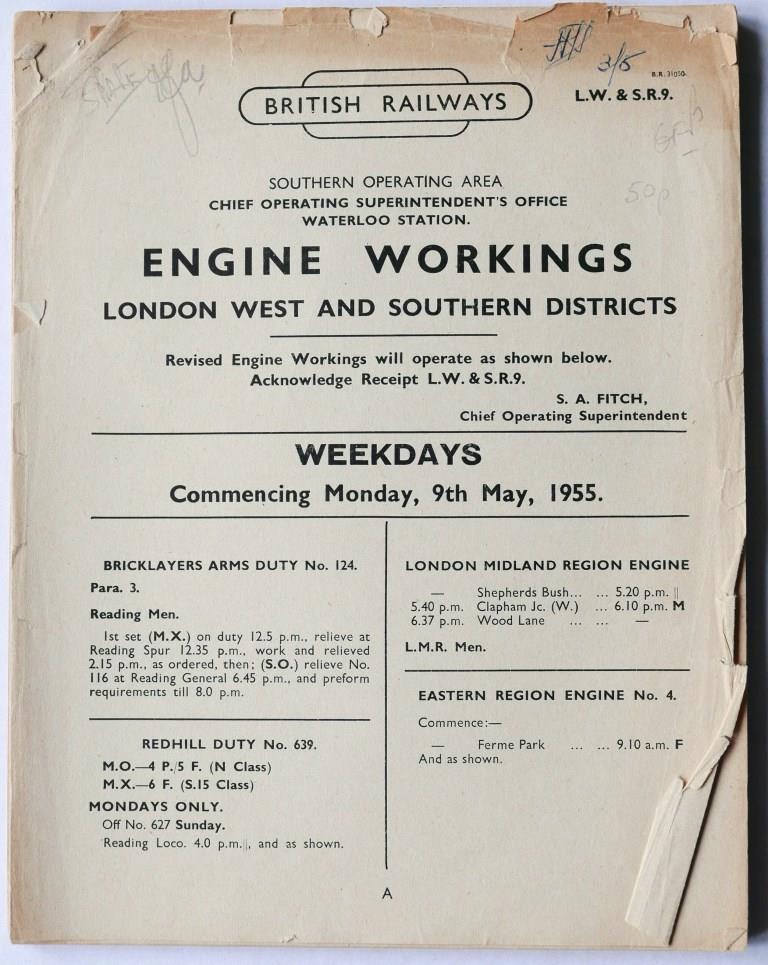 3/5
B.R. 31050.
BRITISH RAILWAYS
L.W. & S.R.9.
50p
SOUTHERN OPERATING AREA
CHIEF OPERATING SUPERINTENDENT'S OFFICE
WATERLOO STATION.
ENGINE WORKINGS
LONDON WEST AND SOUTHERN DISTRICTS
Revised Engine Workings will operate as shown below.
Acknowledge Receipt L.W. & S.R.9.
S. A. FITCH,
Chief Operating Superintendent
WEEKDAYS
Commencing Monday, 9th May, 1955.
BRICKLAYERS ARMS DUTY No. 124.
Para. 3.
Reading Men.
1st set (M.X.) on duty 12.5 p.m., relieve at
Reading Spur 12.35 p.m., work and relieved
2.15 p.m., as ordered, then; (S.O.) relieve No.
116 at Reading General 6.45 p.m., and preform
requirements till 8.0 p.m.
REDHILL DUTY No. 639.
M.O.—4 P./5 F. (N Class)
M.X.—6 F. (S.15 Class)
MONDAYS ONLY.
Off No. 627 Sunday.
Reading Loco. 4.0 p.m.||, and as shown.
LONDON MIDLAND REGION ENGINE
— Shepherds Bush... ... 5.20 p.m. ||
5.40 p.m. Clapham Jc. (W.) ... 6.10 p.m. M
6.37 p.m. Wood Lane ... ... —
L.M.R. Men.
EASTERN REGION ENGINE No. 4.
Commence:—
— Ferme Park ... ... 9.10 a.m. F
And as shown.
A